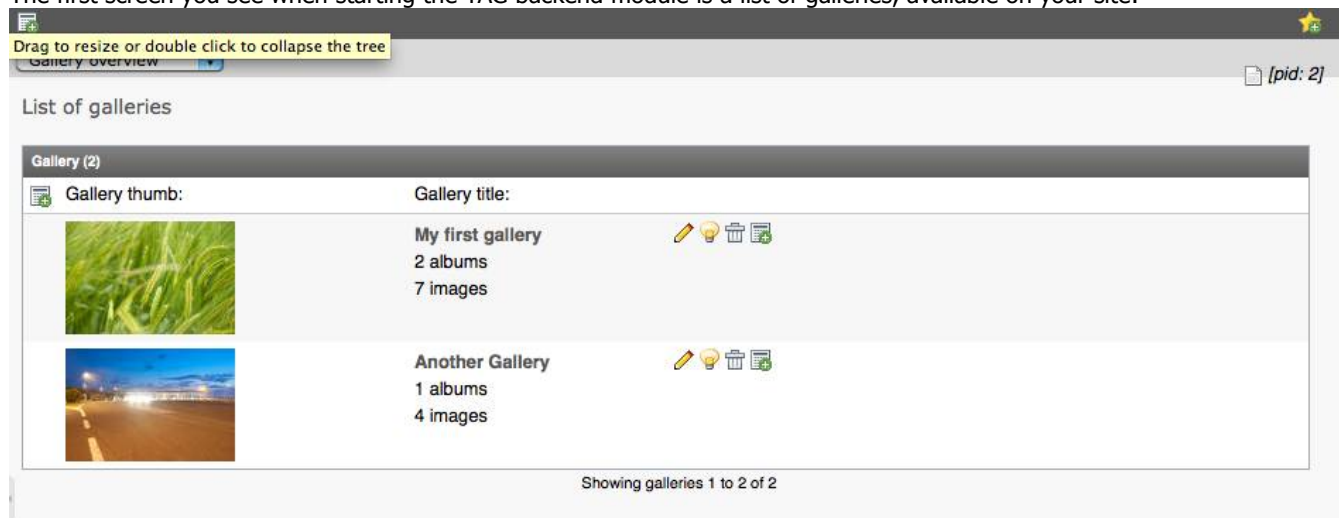 The first screen you see when starting the YAG backend module is a list of galleries, available on your site:
Drag to resize or double click to collapse the tree
Gallery overview
[pid: 2]
List of galleries
Gallery (2)
Gallery thumb: Gallery title:
My first gallery
2 albums
7 images
Another Gallery
1 albums
4 images
Showing galleries 1 to 2 of 2